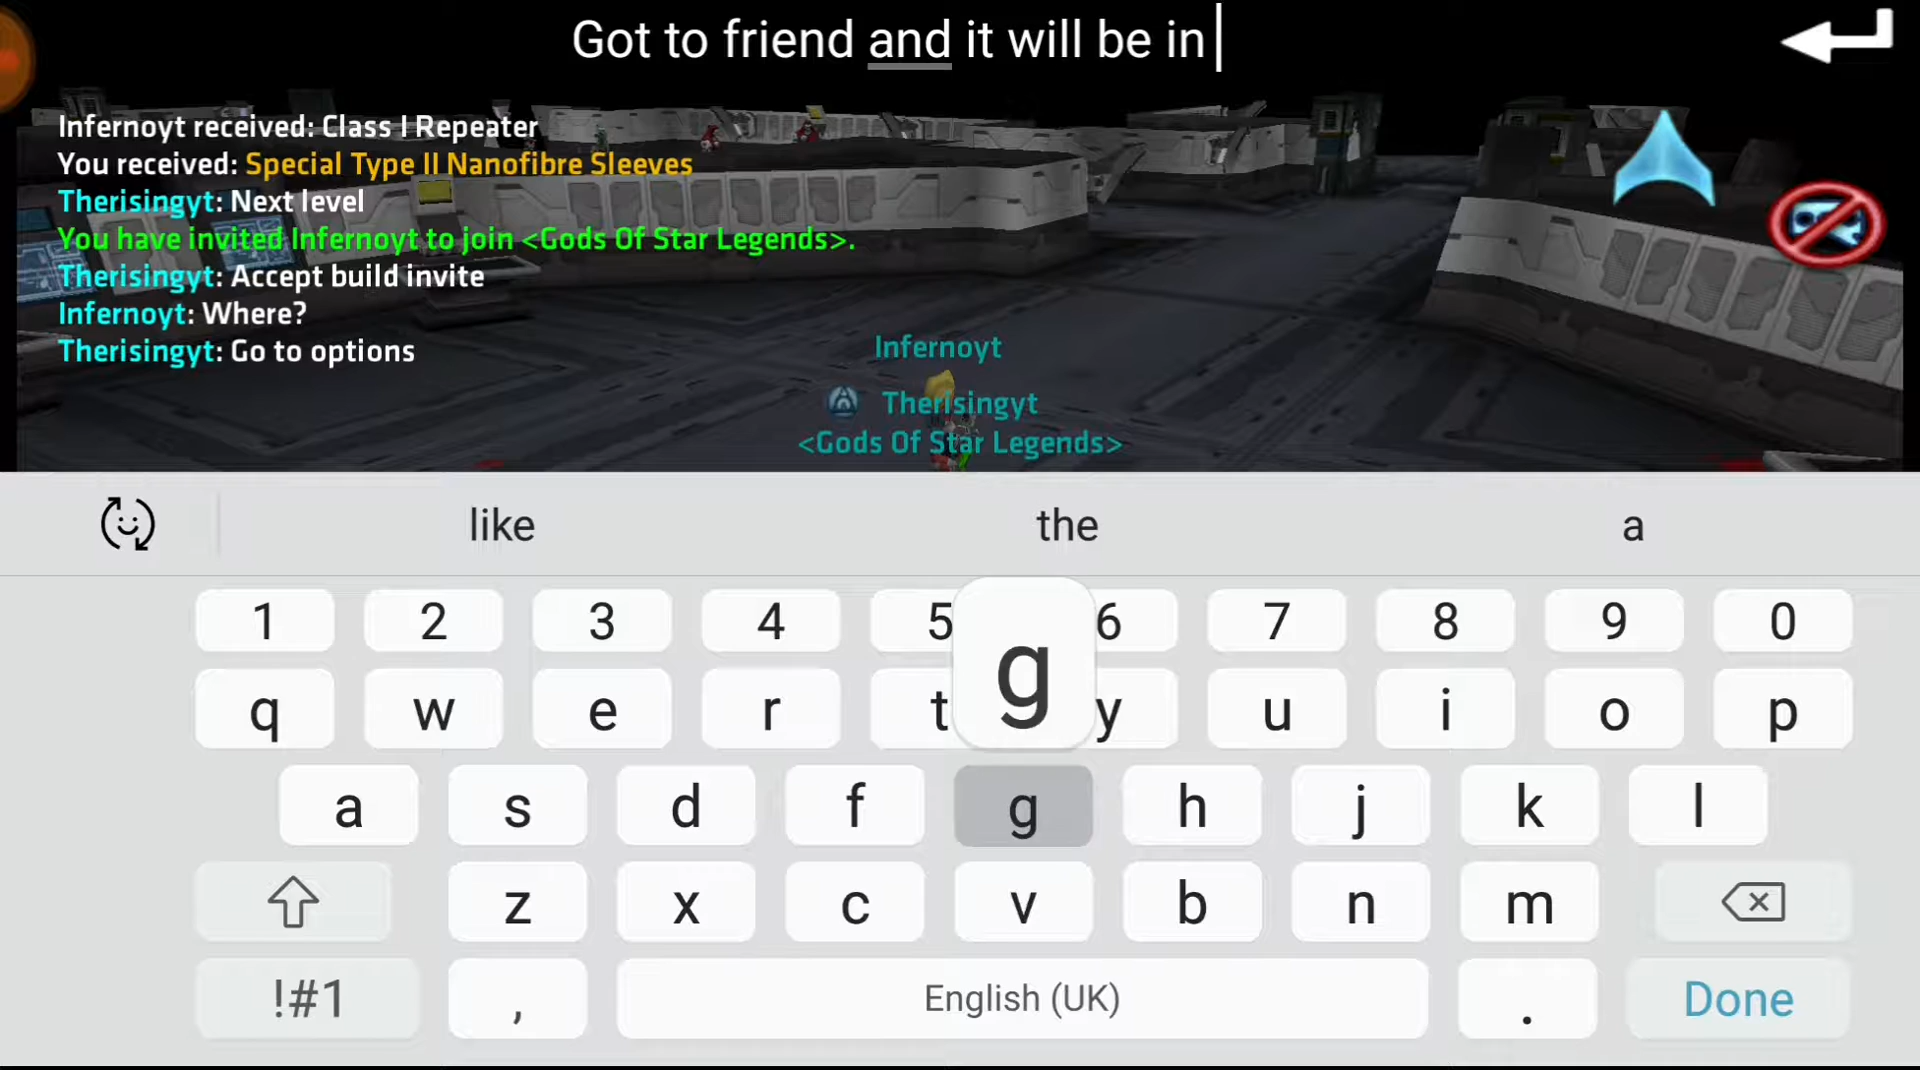 Got to friend and it will be in
Infernoyt received: Class I Repeater
You received: Special Type II Nanofibre Sleeves
Therisingyt: Next level
You have invited Infernoyt to join <Gods Of Star Legends>.
Therisingyt: Accept build invite
Infernoyt: Where?
Therisingyt: Go to options
Infernoyt
Therisingyt
<Gods Of Star Legends>
like the a
1 2 3 4 5 6 7 8 9 0
g
q w e r t y u i o p
a s d f g h j k l
z x c v b n m
!#1 , English (UK) . Done